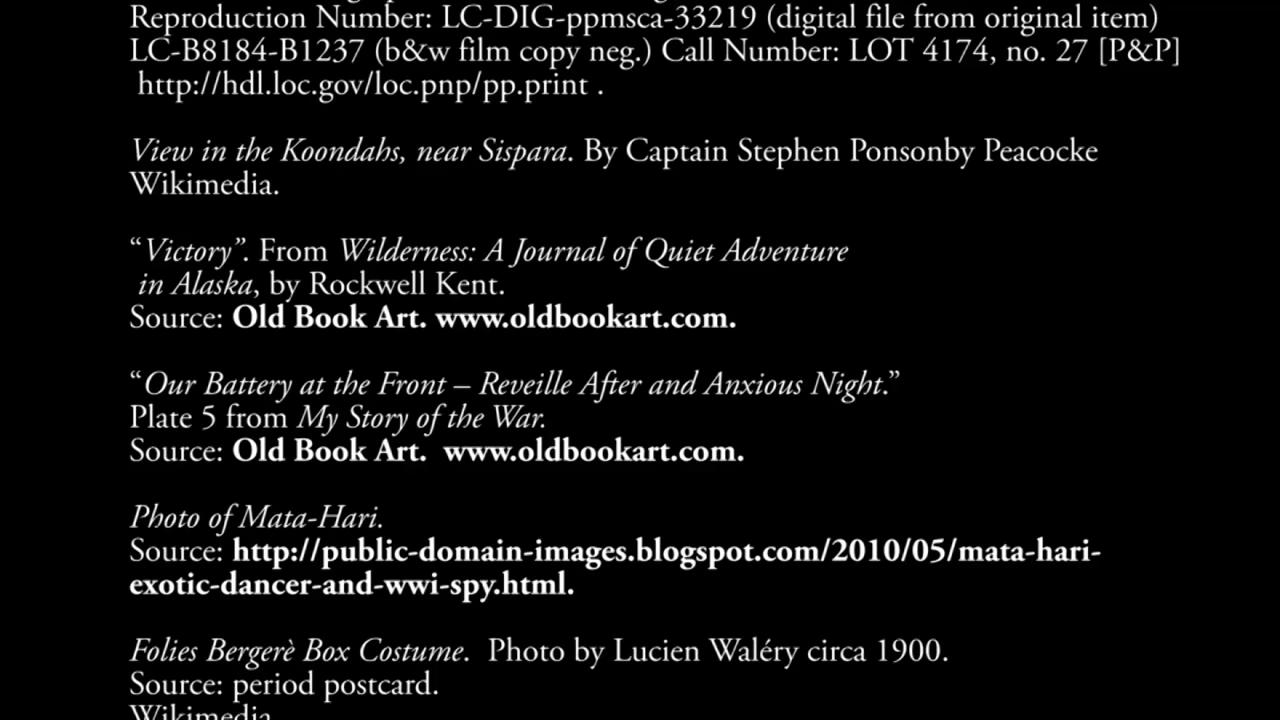 Reproduction Number: LC-DIG-ppmsca-33219 (digital file from original item)
LC-B8184-B1237 (b&w film copy neg.) Call Number: LOT 4174, no. 27 [P&P]
http://hdl.loc.gov/loc.pnp/pp.print .
View in the Koondahs, near Sispara. By Captain Stephen Ponsonby Peacocke
Wikimedia.
“Victory”. From Wilderness: A Journal of Quiet Adventure
in Alaska, by Rockwell Kent.
Source: Old Book Art. www.oldbookart.com.
“Our Battery at the Front – Reveille After and Anxious Night.”
Plate 5 from My Story of the War.
Source: Old Book Art. www.oldbookart.com.
Photo of Mata-Hari.
Source: http://public-domain-images.blogspot.com/2010/05/mata-hari-
exotic-dancer-and-wwi-spy.html.
Folies Bergerè Box Costume. Photo by Lucien Waléry circa 1900.
Source: period postcard.
Wikimedia